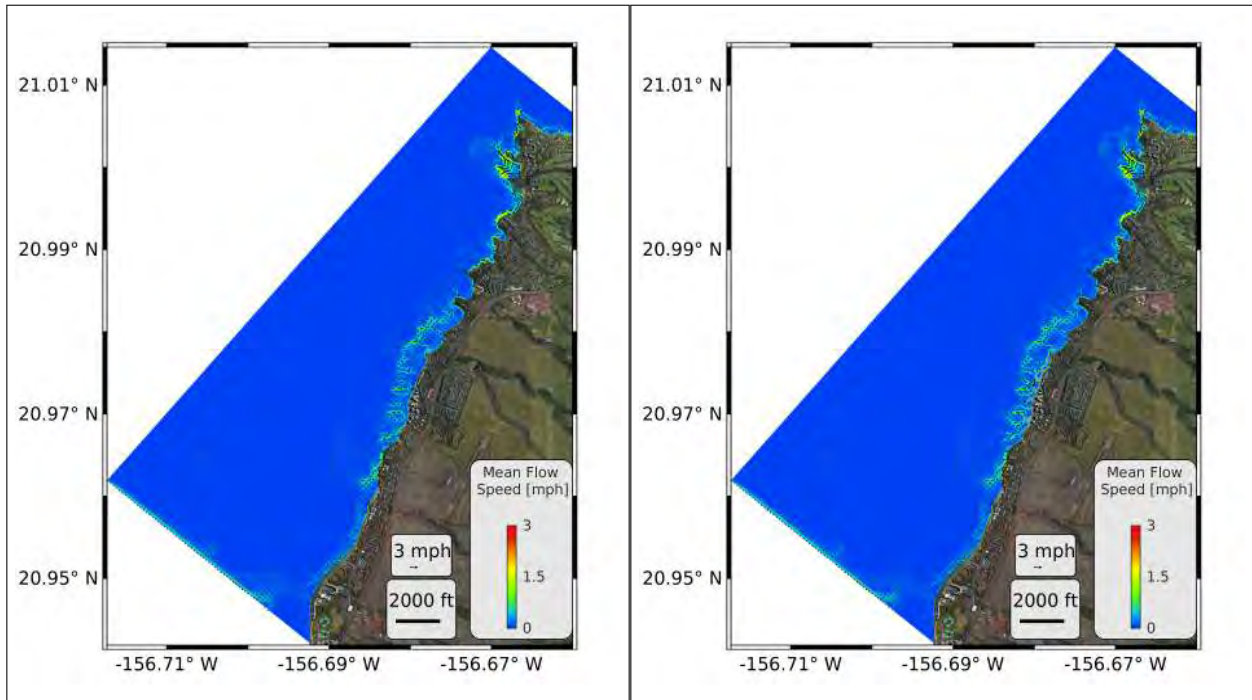 21.01° N
20.99° N
20.97° N
20.95° N
-156.71° W
-156.69° W
-156.67° W
Mean Flow
Speed [mph]
3
1.5
0
3 mph
2000 ft
21.01° N
20.99° N
20.97° N
20.95° N
-156.71° W
-156.69° W
-156.67° W
Mean Flow
Speed [mph]
3
1.5
0
3 mph
2000 ft